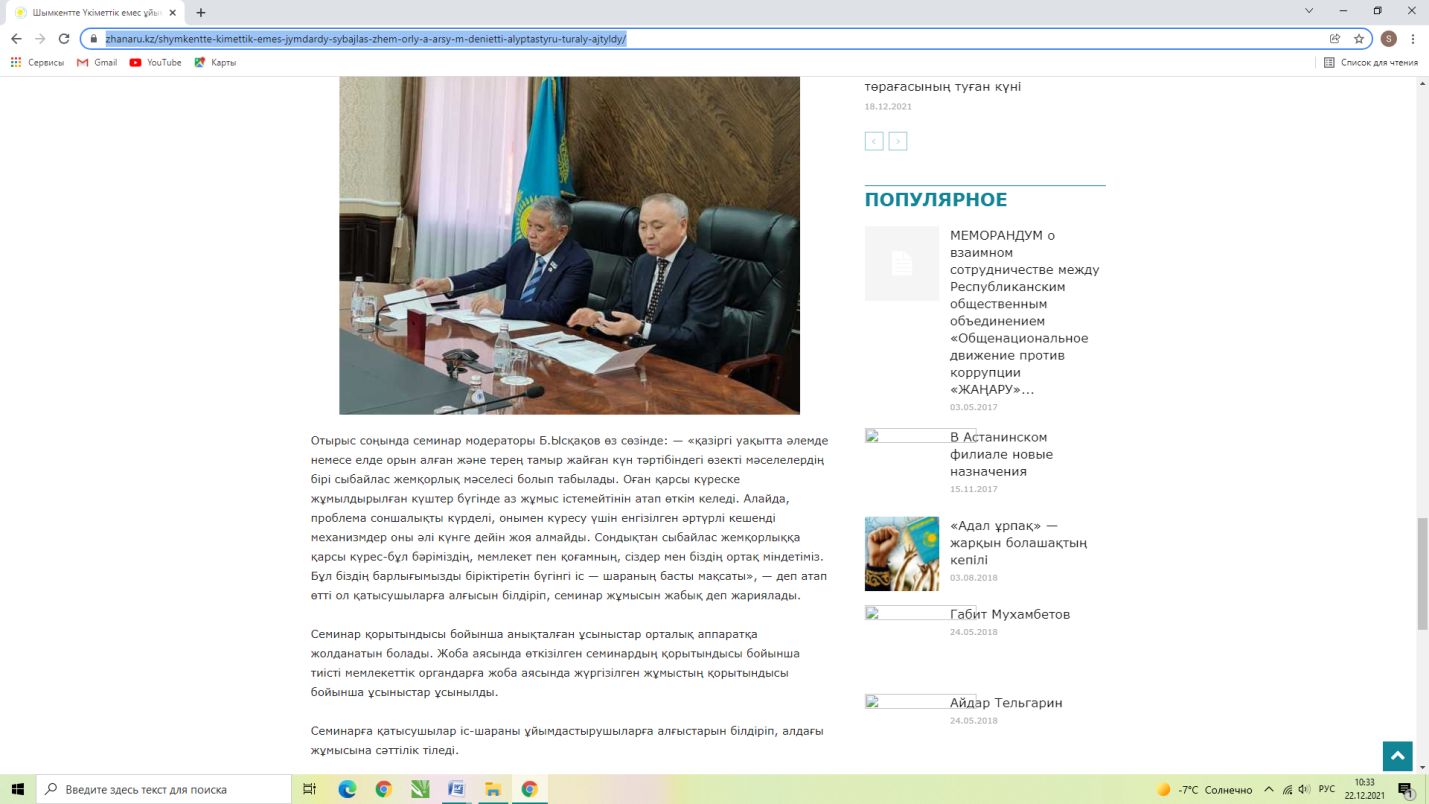 Шымкентте Үкіметтік емес ұйым
zhanaru.kz/shymkentte-kimettik-emes-jymdardy-sybajlas-zhem-orly-a-arsy-m-denietti-alyptastyru-turaly-ajtyldy/
S
Сервисы
Gmail
YouTube
Карты
Список для чтения
Отырыс соңында семинар модераторы Б.Ысқақов өз сөзінде: — «қазіргі уақытта әлемде
немесе елде орын алған және терең тамыр жайған күн тәртібіндегі өзекті мәселелердің
бірі сыбайлас жемқорлық мәселесі болып табылады. Оған қарсы күреске
жұмылдырылған күштер бүгінде аз жұмыс істемейтінін атап өткім келеді. Алайда,
проблема соншалықты күрделі, онымен күресу үшін енгізілген әртүрлі кешенді
механизмдер оны әлі күнге дейін жоя алмайды. Сондықтан сыбайлас жемқорлыққа
қарсы күрес-бұл бәріміздің, мемлекет пен қоғамның, сіздер мен біздің ортақ міндетіміз.
Бұл біздің барлығымызды біріктіретін бүгінгі іс — шараның басты мақсаты», — деп атап
өтті ол қатысушыларға алғысын білдіріп, семинар жұмысын жабық деп жариялады.
Семинар қорытындысы бойынша анықталған ұсыныстар орталық аппаратқа
жолданатын болады. Жоба аясында өткізілген семинардың қорытындысы бойынша
тиісті мемлекеттік органдарға жоба аясында жүргізілген жұмыстың қорытындысы
бойынша ұсыныстар ұсынылды.
Семинарға қатысушылар іс-шараны ұйымдастырушыларға алғыстарын білдіріп, алдағы
жұмысына сәттілік тіледі.
төрағасының туған күні
18.12.2021
ПОПУЛЯРНОЕ
МЕМОРАНДУМ о
взаимном
сотрудничестве между
Республиканским
общественным
объединением
«Общенациональное
движение против
коррупции
«ЖАҢАРУ»...
03.05.2017
В Астанинском
филиале новые
назначения
15.11.2017
«Адал ұрпақ» —
жарқын болашақтың
кепілі
03.08.2018
Габит Мухамбетов
24.05.2018
Айдар Тельгарин
24.05.2018
Введите здесь текст для поиска
-7°C Солнечно
РУС
10:33
22.12.2021
1